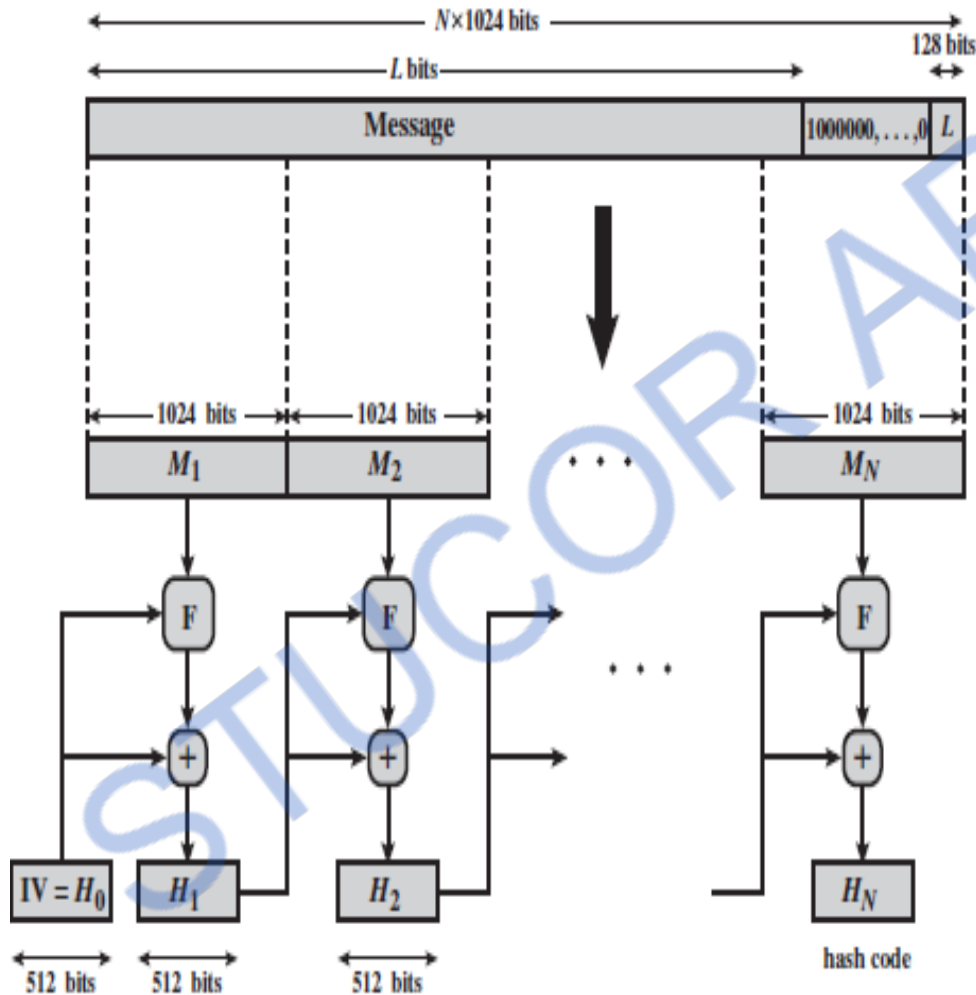 N×1024 bits
128 bits
L bits
Message
1000000, . . . ,0
L
1024 bits
1024 bits
1024 bits
M1
M2
. . .
MN
F
F
F
. . .
+
+
+
IV = H0
H1
H2
HN
hash code
512 bits
512 bits
512 bits
STUCOR AP